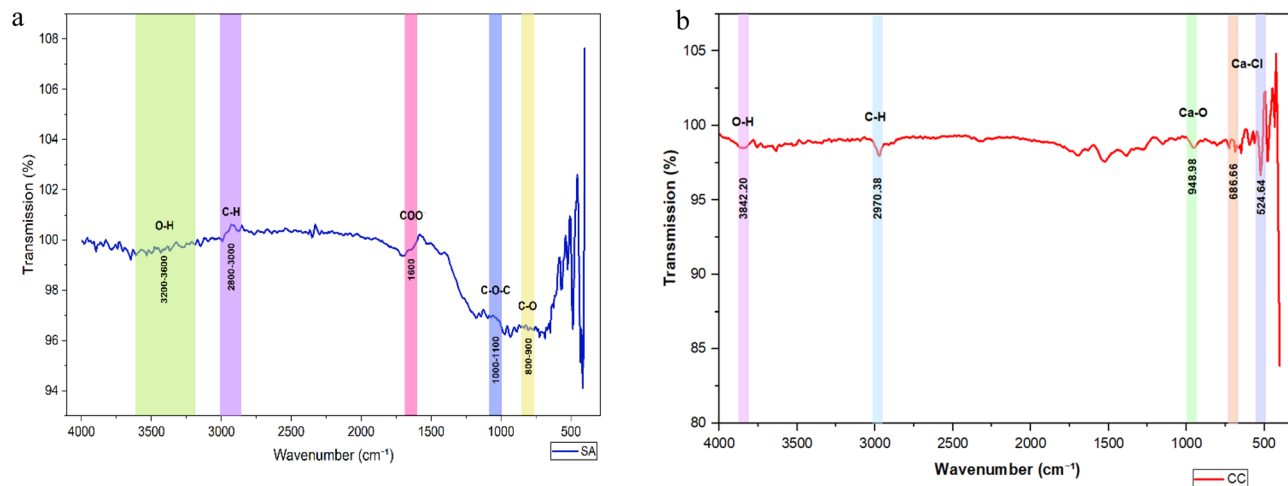 a
108
106
104
102
100
98
96
94
Transmission (%)
O-H
3200-3600
C-H
2800-3000
COO
1600
C-O-C
1000-1100
C-O
800-900
4000 3500 3000 2500 2000 1500 1000 500
Wavenumber (cm⁻¹)
SA
b
105
100
95
90
85
80
Transmission (%)
O-H
3842.20
C-H
2970.38
Ca-O
948.98
Ca-Cl
686.66
524.64
4000 3500 3000 2500 2000 1500 1000 500
Wavenumber (cm⁻¹)
CC